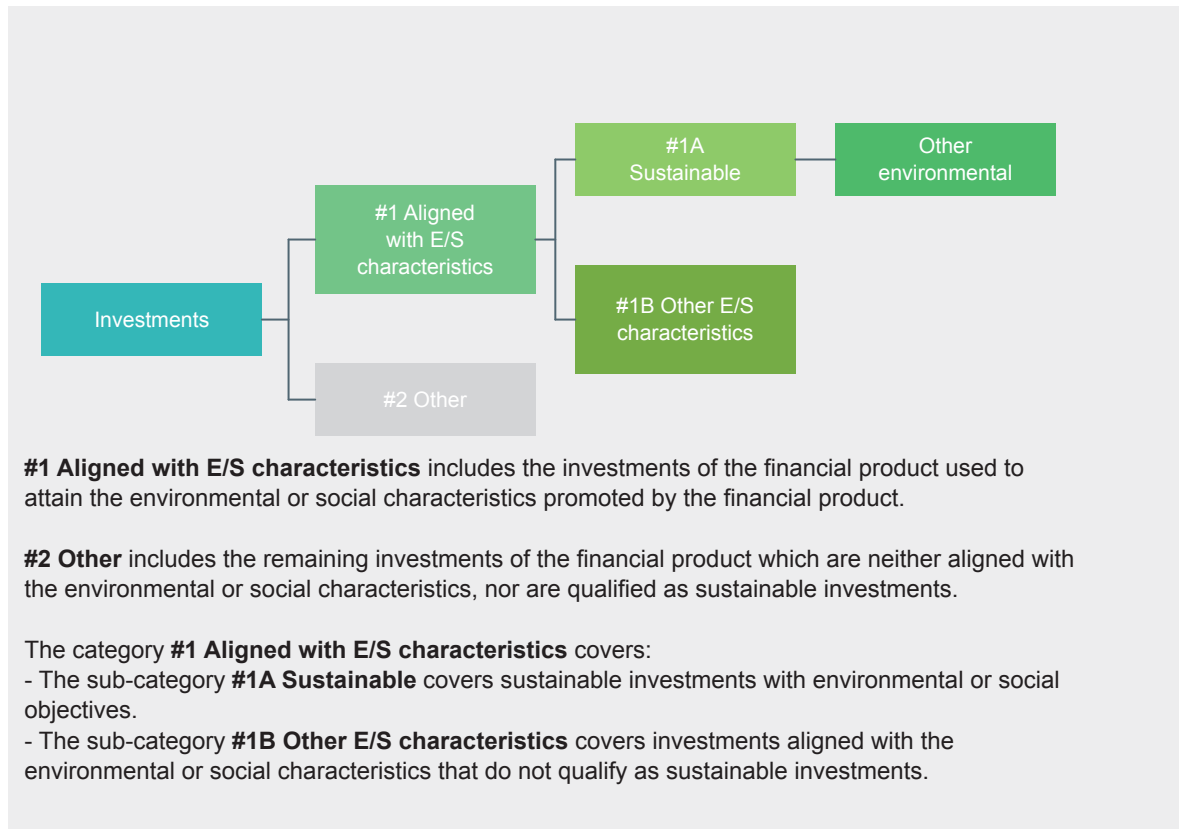 #1A
Sustainable
Other
environmental
#1 Aligned
with E/S
characteristics
#1B Other E/S
characteristics
Investments
#2 Other
#1 Aligned with E/S characteristics includes the investments of the financial product used to
attain the environmental or social characteristics promoted by the financial product.
#2 Other includes the remaining investments of the financial product which are neither aligned with
the environmental or social characteristics, nor are qualified as sustainable investments.
The category #1 Aligned with E/S characteristics covers:
- The sub-category #1A Sustainable covers sustainable investments with environmental or social
objectives.
- The sub-category #1B Other E/S characteristics covers investments aligned with the
environmental or social characteristics that do not qualify as sustainable investments.